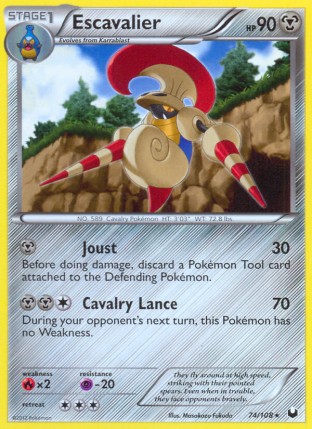 STAGE1
Escavalier
HP90
Evolves from Karrablast
NO. 589 Cavalry Pokémon HT. 3'03" WT. 72.8 lbs.
Joust 30
Before doing damage, discard a Pokémon Tool card
attached to the Defending Pokémon.
Cavalry Lance 70
During your opponent's next turn, this Pokémon has
no Weakness.
weakness
×2
resistance
-20
retreat
They fly around at high speed,
striking with their pointed
spears. Even when in trouble,
they face opponents bravely.
Illus. Masakazu Fukuda
74/108★
©2012 Pokémon